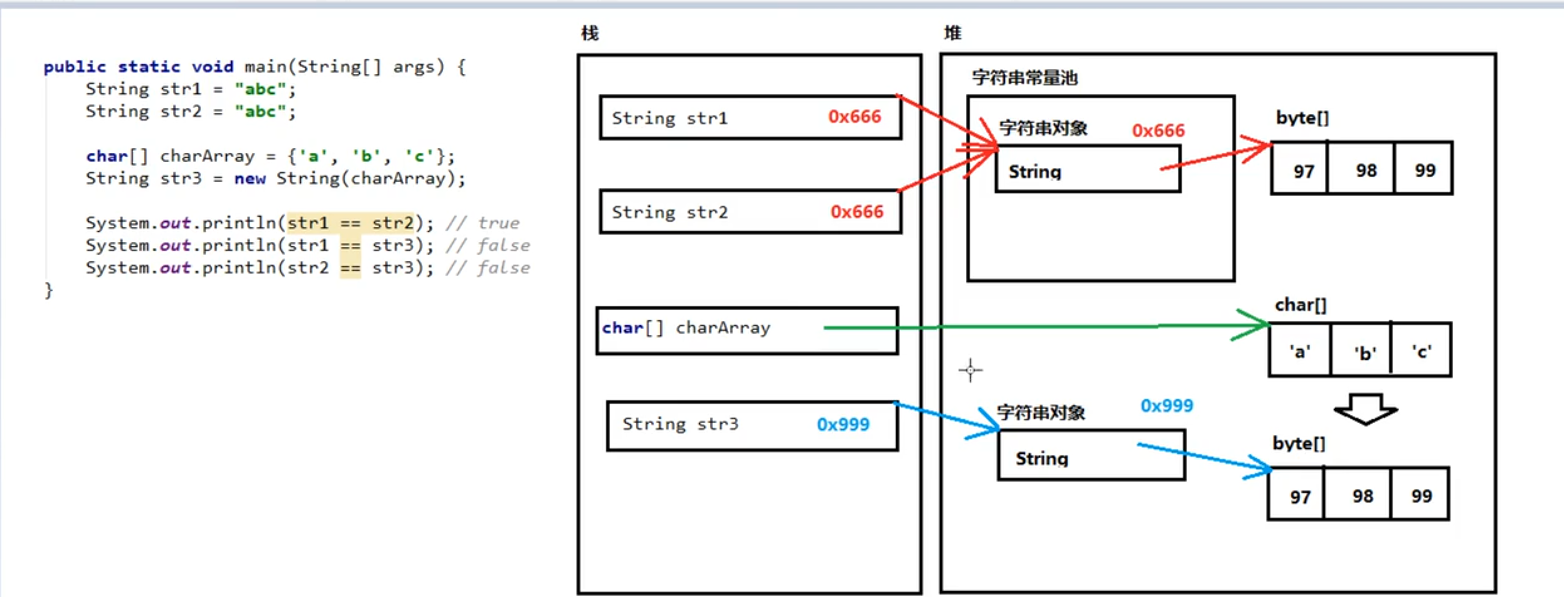 public static void main(String[] args) {
String str1 = "abc";
String str2 = "abc";
char[] charArray = {'a', 'b', 'c'};
String str3 = new String(charArray);
System.out.println(str1 == str2); // true
System.out.println(str1 == str3); // false
System.out.println(str2 == str3); // false
}
栈
String str1 0x666
String str2 0x666
char[] charArray
String str3 0x999
堆
字符串常量池
字符串对象 0x666
String
byte[]
97 98 99
char[]
'a' 'b' 'c'
字符串对象 0x999
String
byte[]
97 98 99